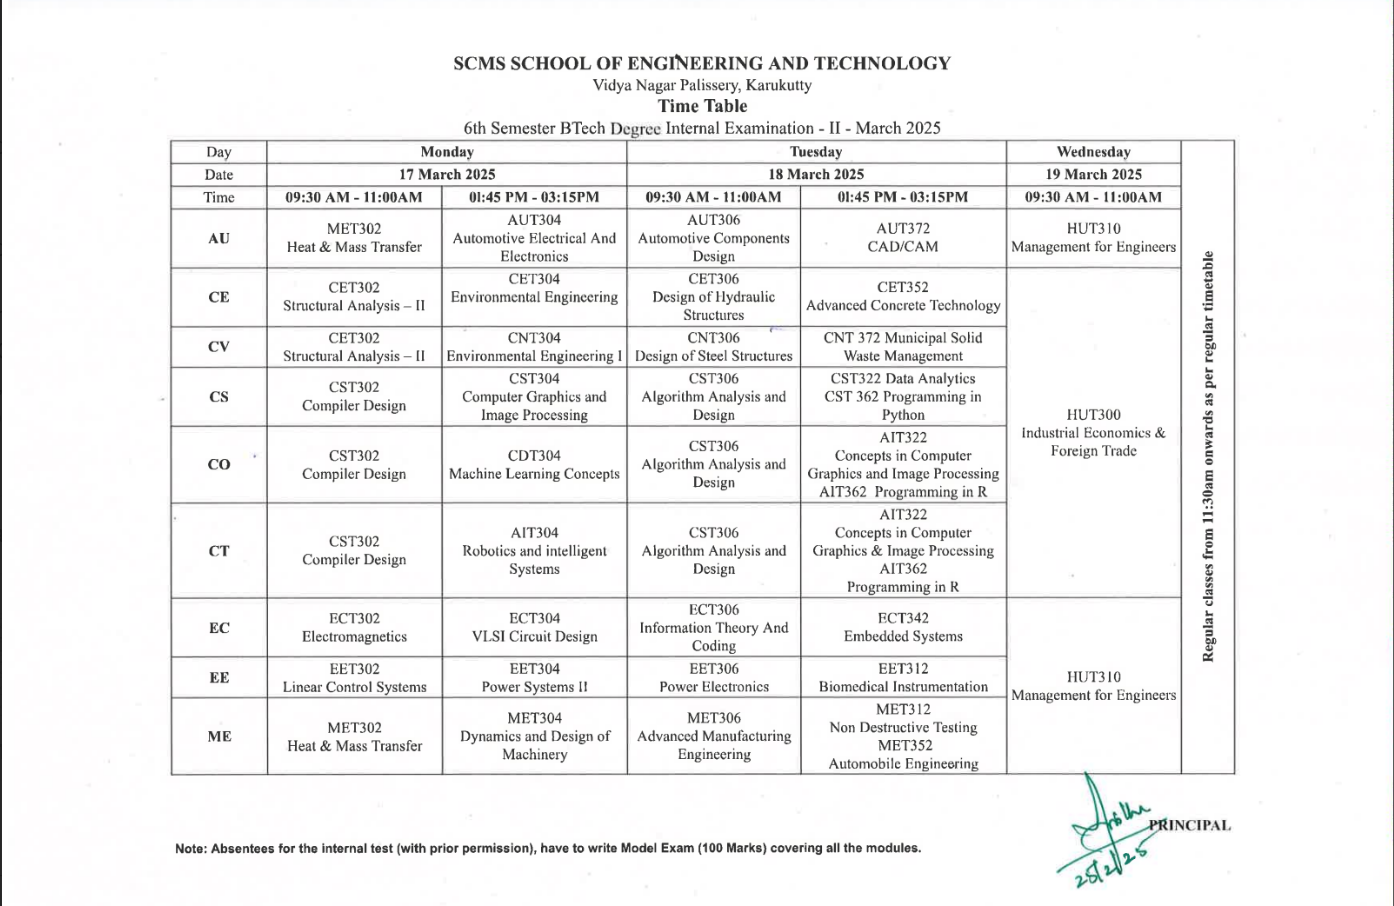 SCMS SCHOOL OF ENGINEERING AND TECHNOLOGY
Vidya Nagar Palissery, Karukutty
Time Table
6th Semester BTech Degree Internal Examination - II - March 2025
Day Monday Tuesday Wednesday
Date 17 March 2025 18 March 2025 19 March 2025
Time 09:30 AM - 11:00AM 01:45 PM - 03:15PM 09:30 AM - 11:00AM 01:45 PM - 03:15PM 09:30 AM - 11:00AM
AU
MET302
Heat & Mass Transfer
AUT304
Automotive Electrical And
Electronics
AUT306
Automotive Components
Design
AUT372
CAD/CAM
HUT310
Management for Engineers
CE
CET302
Structural Analysis – II
CET304
Environmental Engineering
CET306
Design of Hydraulic
Structures
CET352
Advanced Concrete Technology
CV
CET302
Structural Analysis – II
CNT304
Environmental Engineering I
CNT306
Design of Steel Structures
CNT 372 Municipal Solid
Waste Management
CS
CST302
Compiler Design
CST304
Computer Graphics and
Image Processing
CST306
Algorithm Analysis and
Design
CST322 Data Analytics
CST 362 Programming in
Python
HUT300
Industrial Economics &
Foreign Trade
CO
CST302
Compiler Design
CDT304
Machine Learning Concepts
CST306
Algorithm Analysis and
Design
AIT322
Concepts in Computer
Graphics and Image Processing
AIT362 Programming in R
CT
CST302
Compiler Design
AIT304
Robotics and intelligent
Systems
CST306
Algorithm Analysis and
Design
AIT322
Concepts in Computer
Graphics & Image Processing
AIT362
Programming in R
EC
ECT302
Electromagnetics
ECT304
VLSI Circuit Design
ECT306
Information Theory And
Coding
ECT342
Embedded Systems
EE
EET302
Linear Control Systems
EET304
Power Systems II
EET306
Power Electronics
EET312
Biomedical Instrumentation
HUT310
Management for Engineers
ME
MET302
Heat & Mass Transfer
MET304
Dynamics and Design of
Machinery
MET306
Advanced Manufacturing
Engineering
MET312
Non Destructive Testing
MET352
Automobile Engineering
Regular classes from 11:30am onwards as per regular timetable
PRINCIPAL
25/2/25
Note: Absentees for the internal test (with prior permission), have to write Model Exam (100 Marks) covering all the modules.